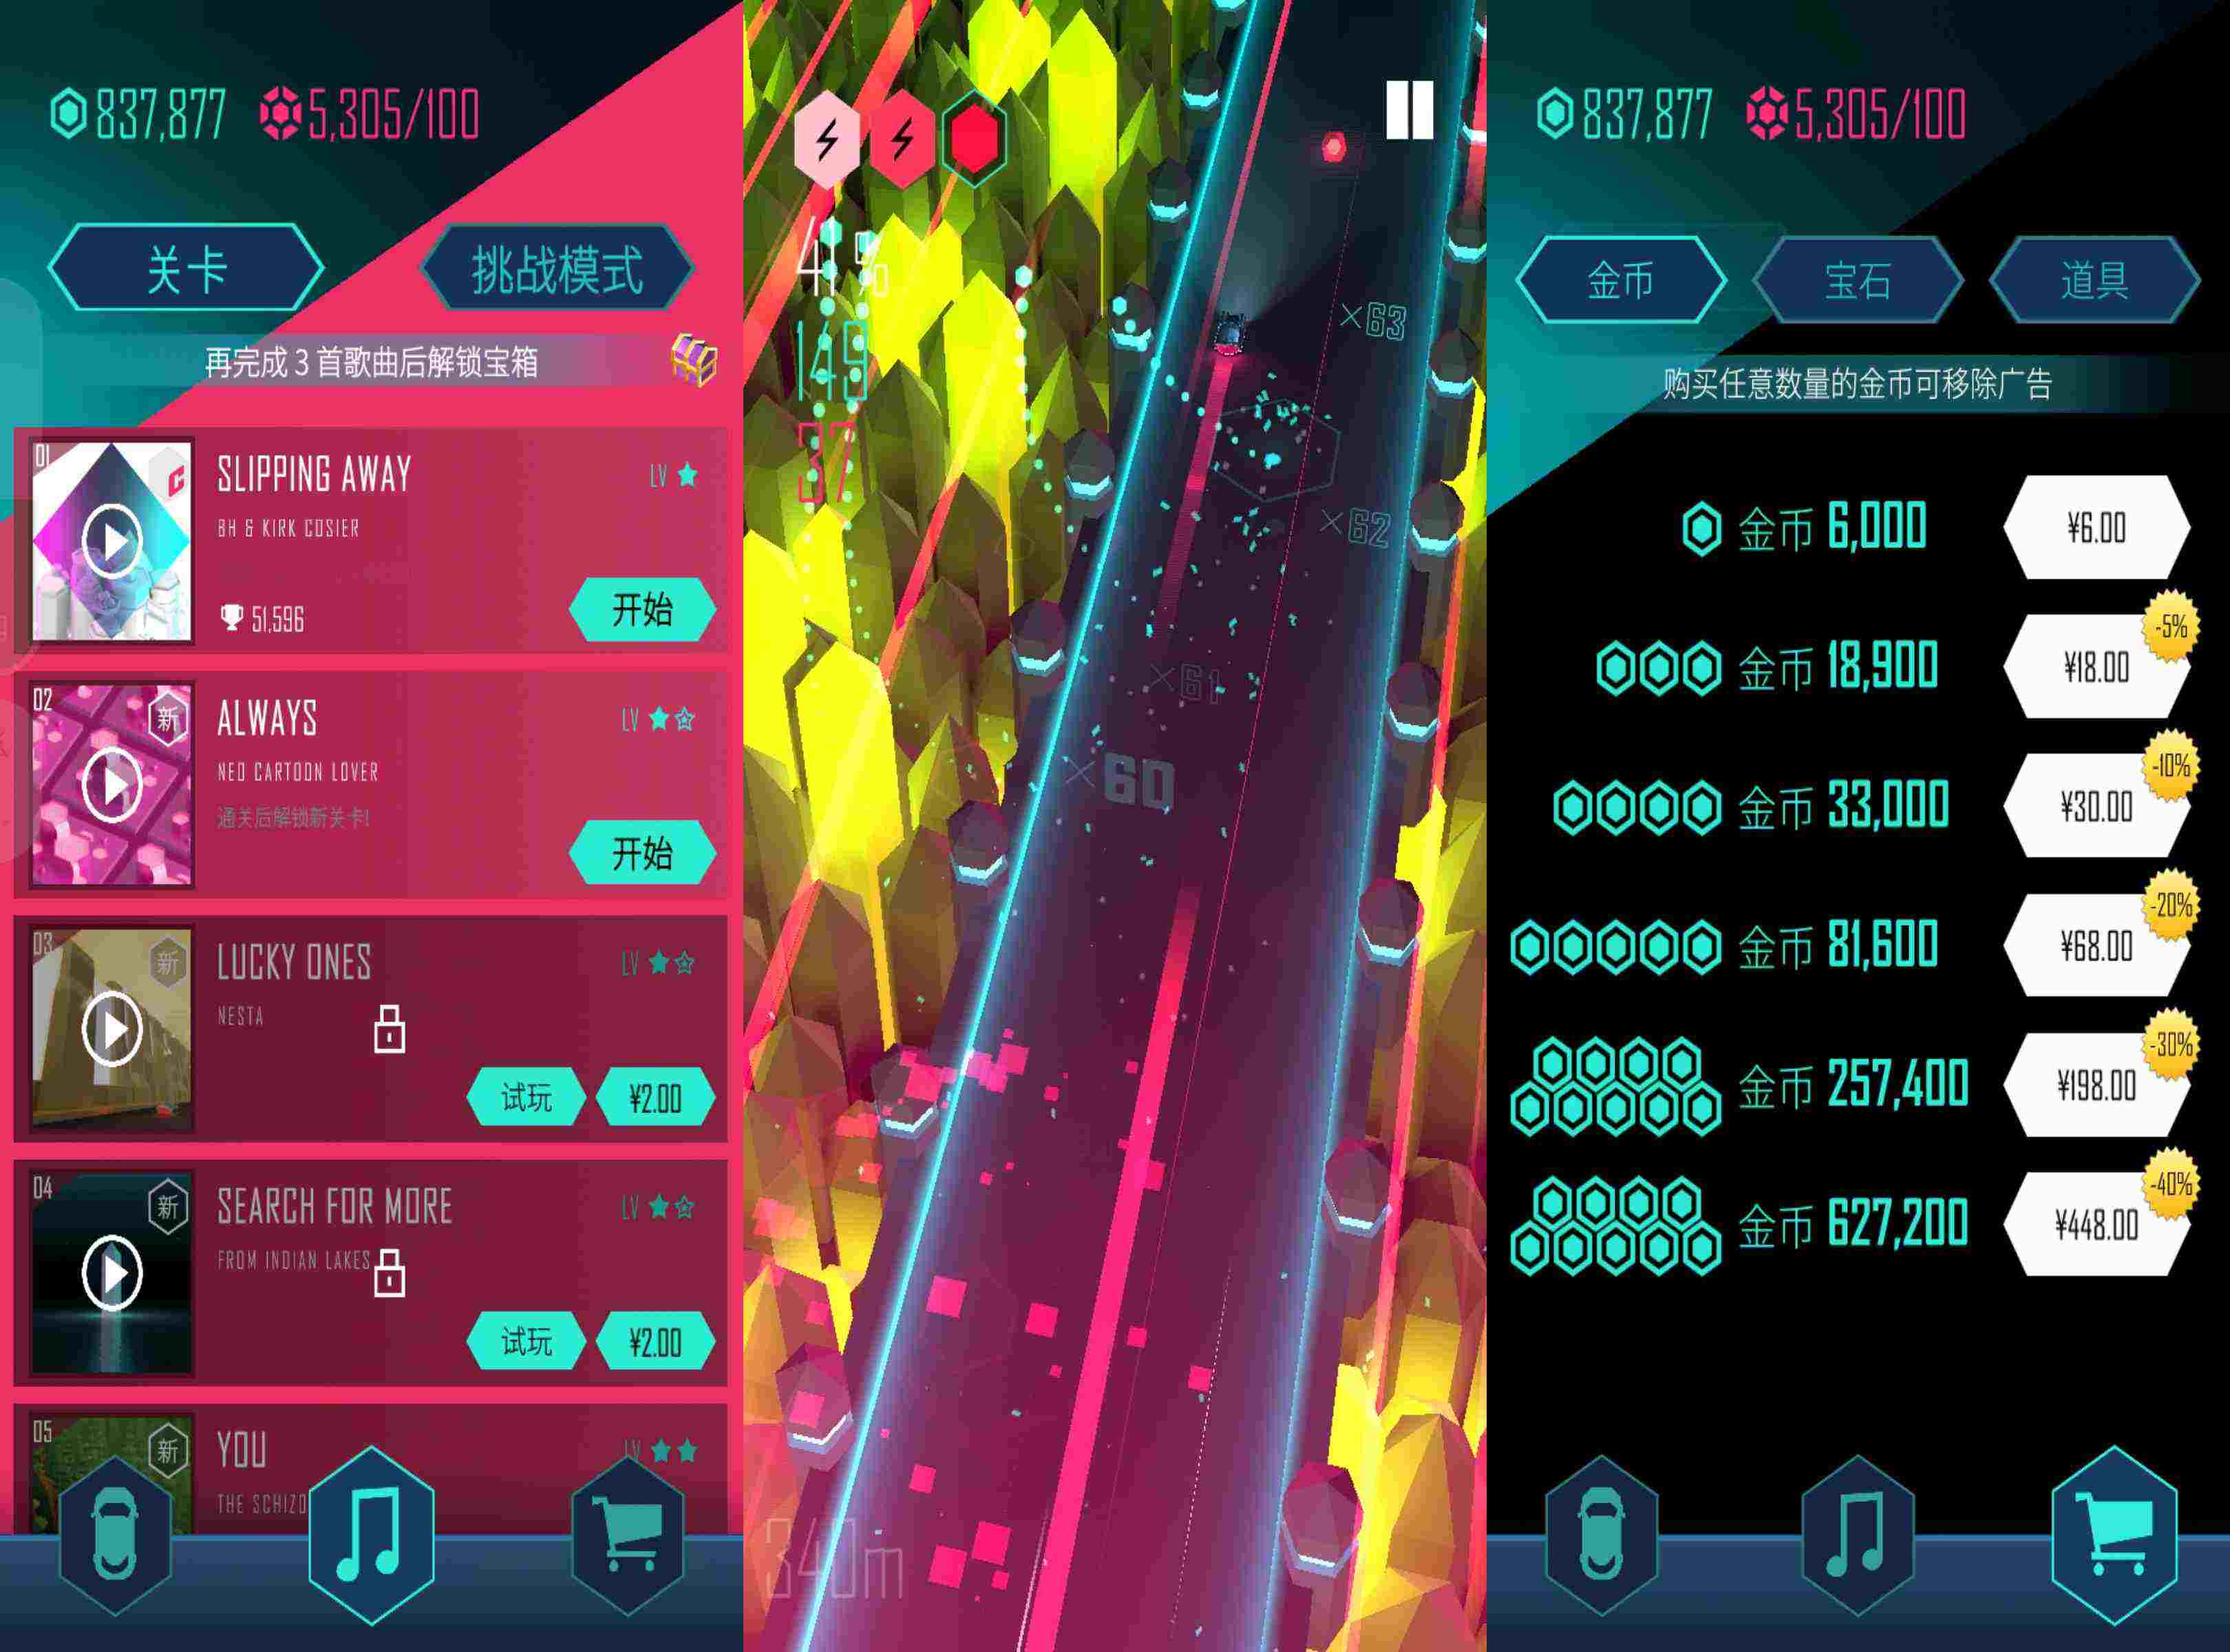 837,877 5,305/100
关卡 挑战模式
再完成 3 首歌曲后解锁宝箱
01
SLIPPING AWAY
LV
BH & KIRK COSIER
51,596
开始
02
新
ALWAYS
LV
NEO CARTOON LOVER
通关后解锁新关卡!
开始
03
新
LUCKY ONES
LV
NESTA
试玩 ¥2.00
04
新
SEARCH FOR MORE
LV
FROM INDIAN LAKES
试玩 ¥2.00
05
新
YOU
LV
THE SCHIZO
41%
149
37
×63
×62
×61
×60
340m
837,877 5,305/100
金币 宝石 道具
购买任意数量的金币可移除广告
金币 6,000 ¥6.00
金币 18,900 ¥18.00 -5%
金币 33,000 ¥30.00 -10%
金币 81,600 ¥68.00 -20%
金币 257,400 ¥198.00 -30%
金币 627,200 ¥448.00 -40%